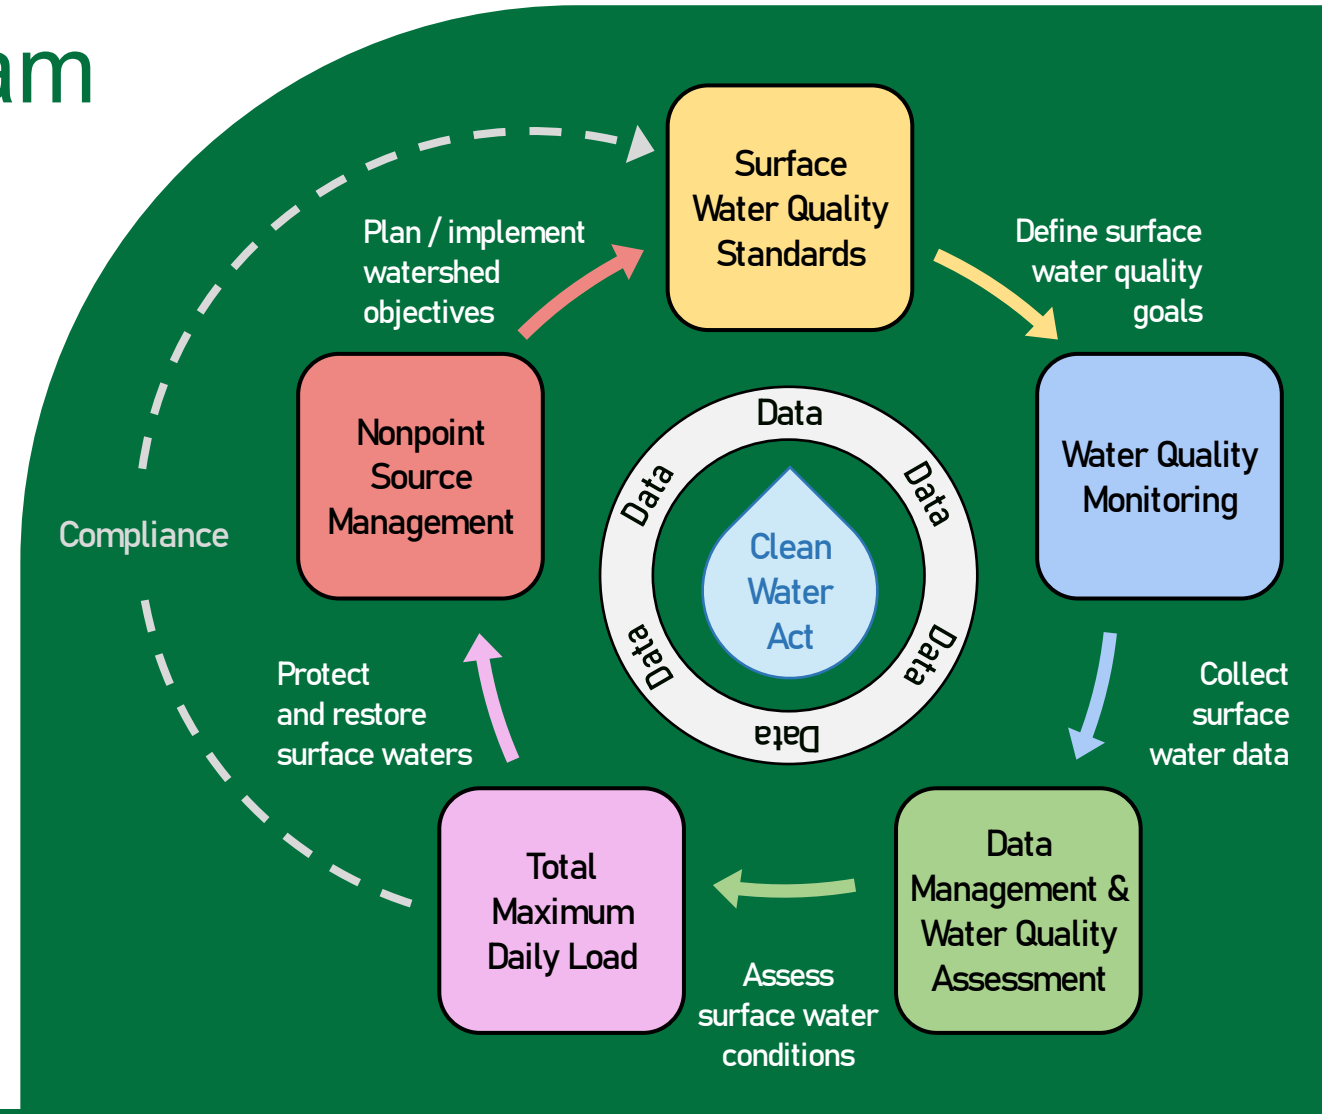 am
Surface
Water Quality
Standards
Define surface
water quality
goals
Water Quality
Monitoring
Collect
surface
water data
Data
Management &
Water Quality
Assessment
Assess
surface water
conditions
Total
Maximum
Daily Load
Protect
and restore
surface waters
Nonpoint
Source
Management
Plan / implement
watershed
objectives
Compliance
Data
Data
Data
Data
Data
Data
Clean
Water
Act